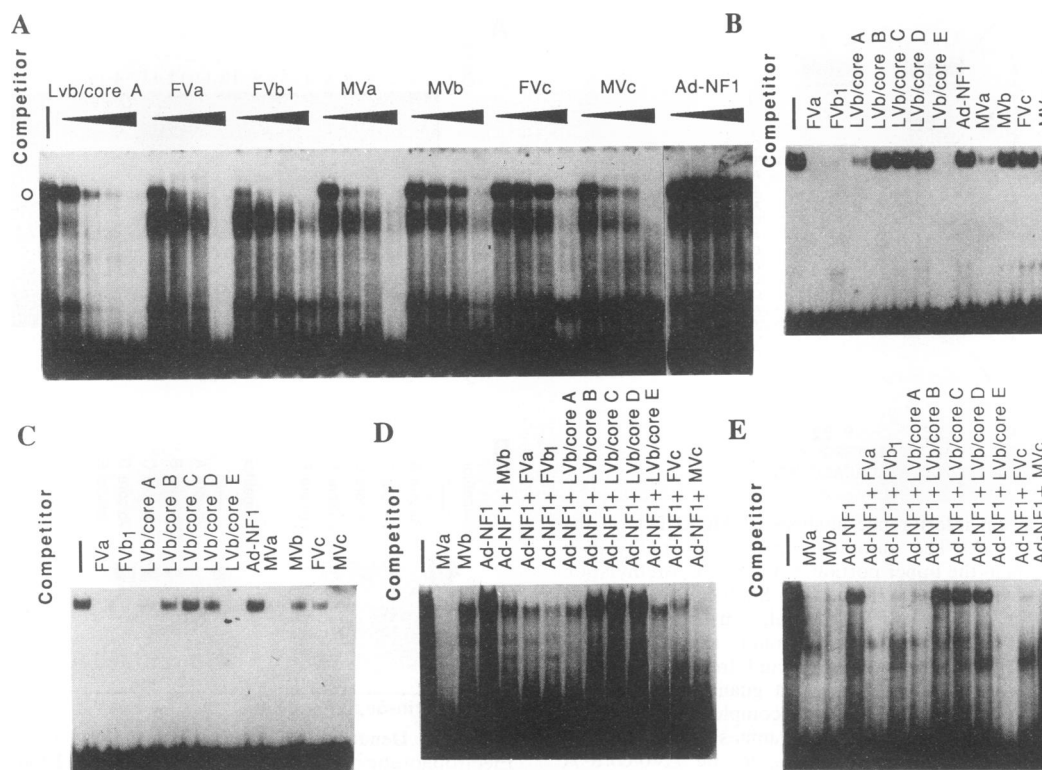 A
Competitor
Lvb/core A
FVa
FVb1
MVa
MVb
FVc
MVc
Ad-NF1
B
Competitor
FVa
FVb1
LVb/core A
LVb/core B
LVb/core C
LVb/core D
LVb/core E
Ad-NF1
MVa
MVb
FVc
C
Competitor
FVa
FVb1
LVb/core A
LVb/core B
LVb/core C
LVb/core D
LVb/core E
Ad-NF1
MVa
MVb
FVc
MVc
D
Competitor
MVa
MVb
Ad-NF1
Ad-NF1+ MVb
Ad-NF1+ FVa
Ad-NF1+ FVb1
Ad-NF1+ LVb/core A
Ad-NF1+ LVb/core B
Ad-NF1+ LVb/core C
Ad-NF1+ LVb/core D
Ad-NF1+ LVb/core E
Ad-NF1+ FVc
Ad-NF1+ MVc
E
Competitor
MVa
MVb
Ad-NF1
Ad-NF1+ FVa
Ad-NF1+ FVb1
Ad-NF1+ LVb/core A
Ad-NF1+ LVb/core B
Ad-NF1+ LVb/core C
Ad-NF1+ LVb/core D
Ad-NF1+ LVb/core E
Ad-NF1+ FVc
Ad-NF1+ MVc